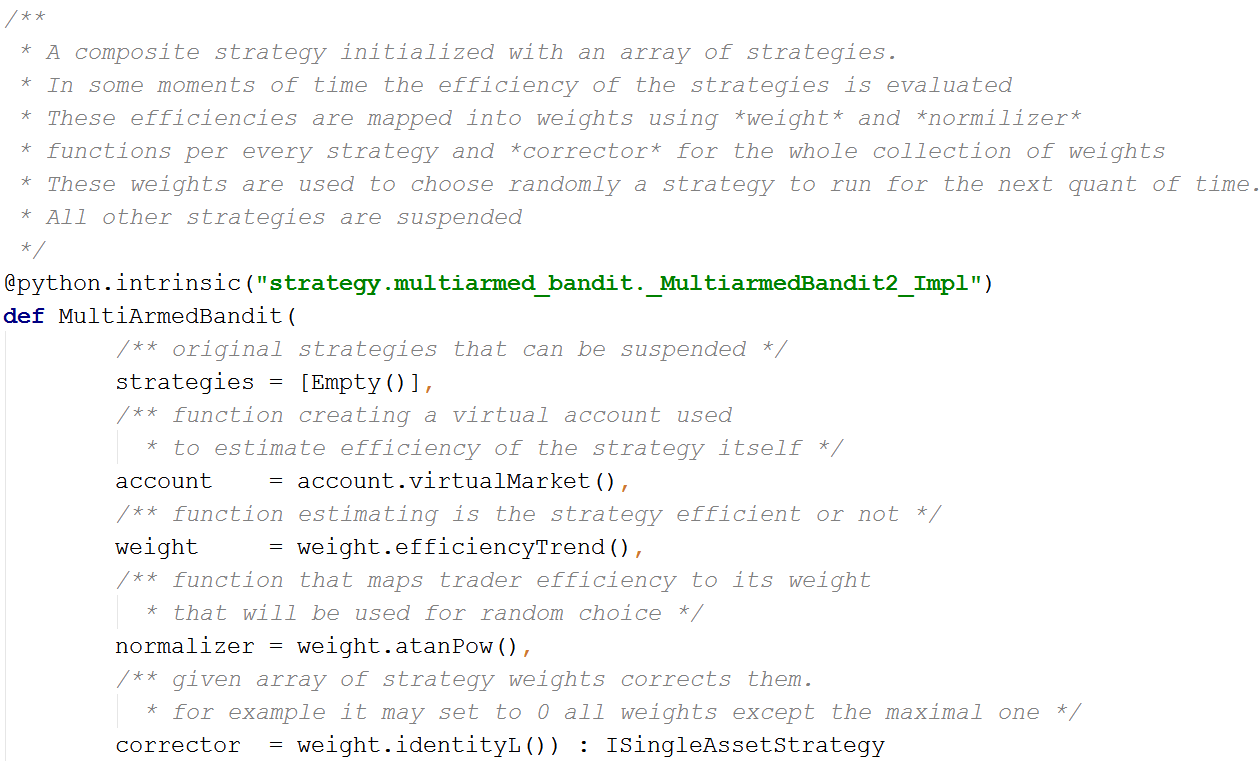 /**
 * A composite strategy initialized with an array of strategies.
 * In some moments of time the efficiency of the strategies is evaluated
 * These efficiencies are mapped into weights using *weight* and *normilizer*
 * functions per every strategy and *corrector* for the whole collection of weights
 * These weights are used to choose randomly a strategy to run for the next quant of time.
 * All other strategies are suspended
 */
@python.intrinsic("strategy.multiarmed_bandit._MultiarmedBandit2_Impl")
def MultiArmedBandit(
        /** original strategies that can be suspended */
        strategies = [Empty()],
        /** function creating a virtual account used
          * to estimate efficiency of the strategy itself */
        account    = account.virtualMarket(),
        /** function estimating is the strategy efficient or not */
        weight     = weight.efficiencyTrend(),
        /** function that maps trader efficiency to its weight
          * that will be used for random choice */
        normalizer = weight.atanPow(),
        /** given array of strategy weights corrects them.
          * for example it may set to 0 all weights except the maximal one */
        corrector  = weight.identityL()) : ISingleAssetStrategy